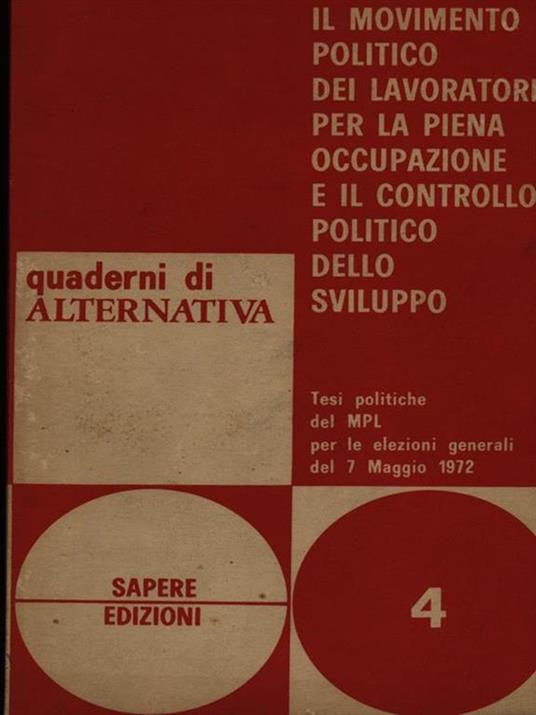 IL MOVIMENTO
POLITICO
DEI LAVORATORI
PER LA PIENA
OCCUPAZIONE
E IL CONTROLLO
POLITICO
DELLO
SVILUPPO
quaderni di
ALTERNATIVA
Tesi politiche
del MPL
per le elezioni generali
del 7 Maggio 1972
SAPERE
EDIZIONI
4